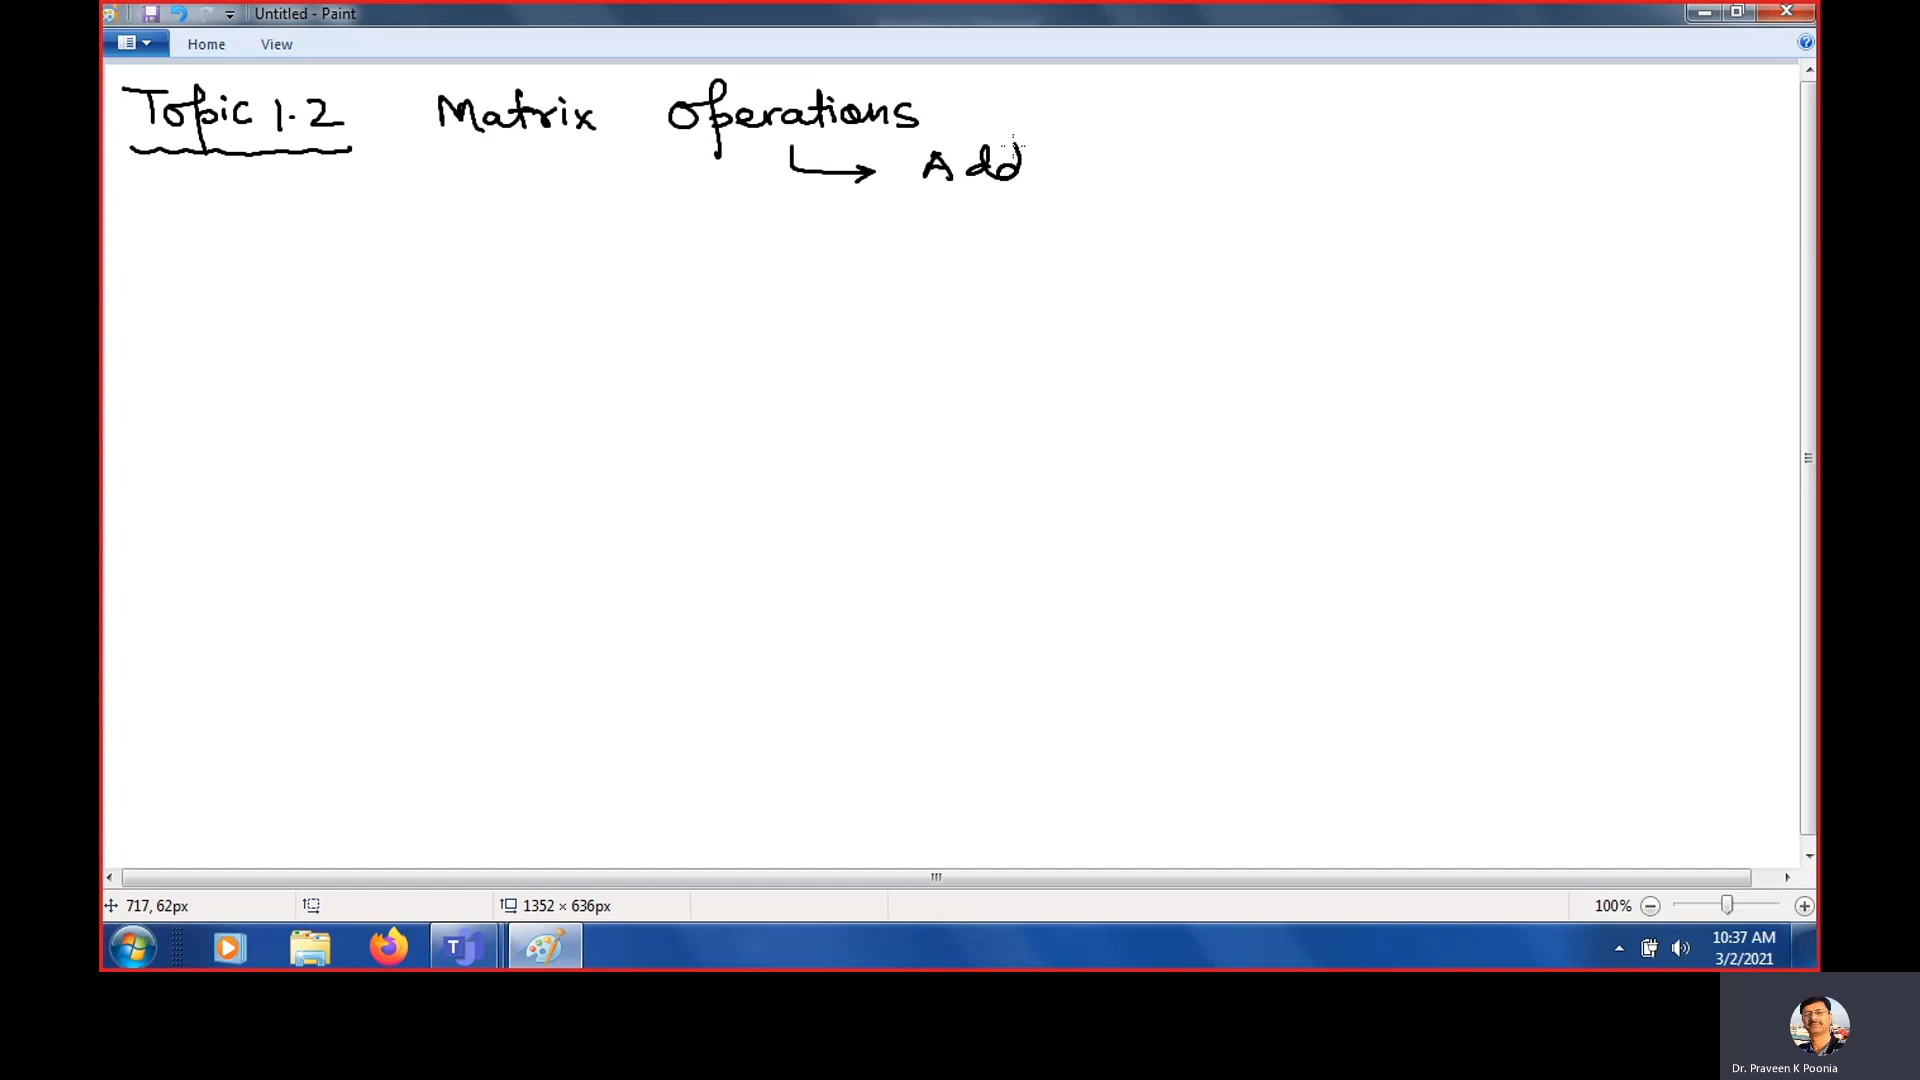 Untitled - Paint
Home View
Topic 1.2 Matrix Operations
Add
717, 62px 1352 × 636px 100%
T
10:37 AM
3/2/2021
Dr. Praveen K Poonia